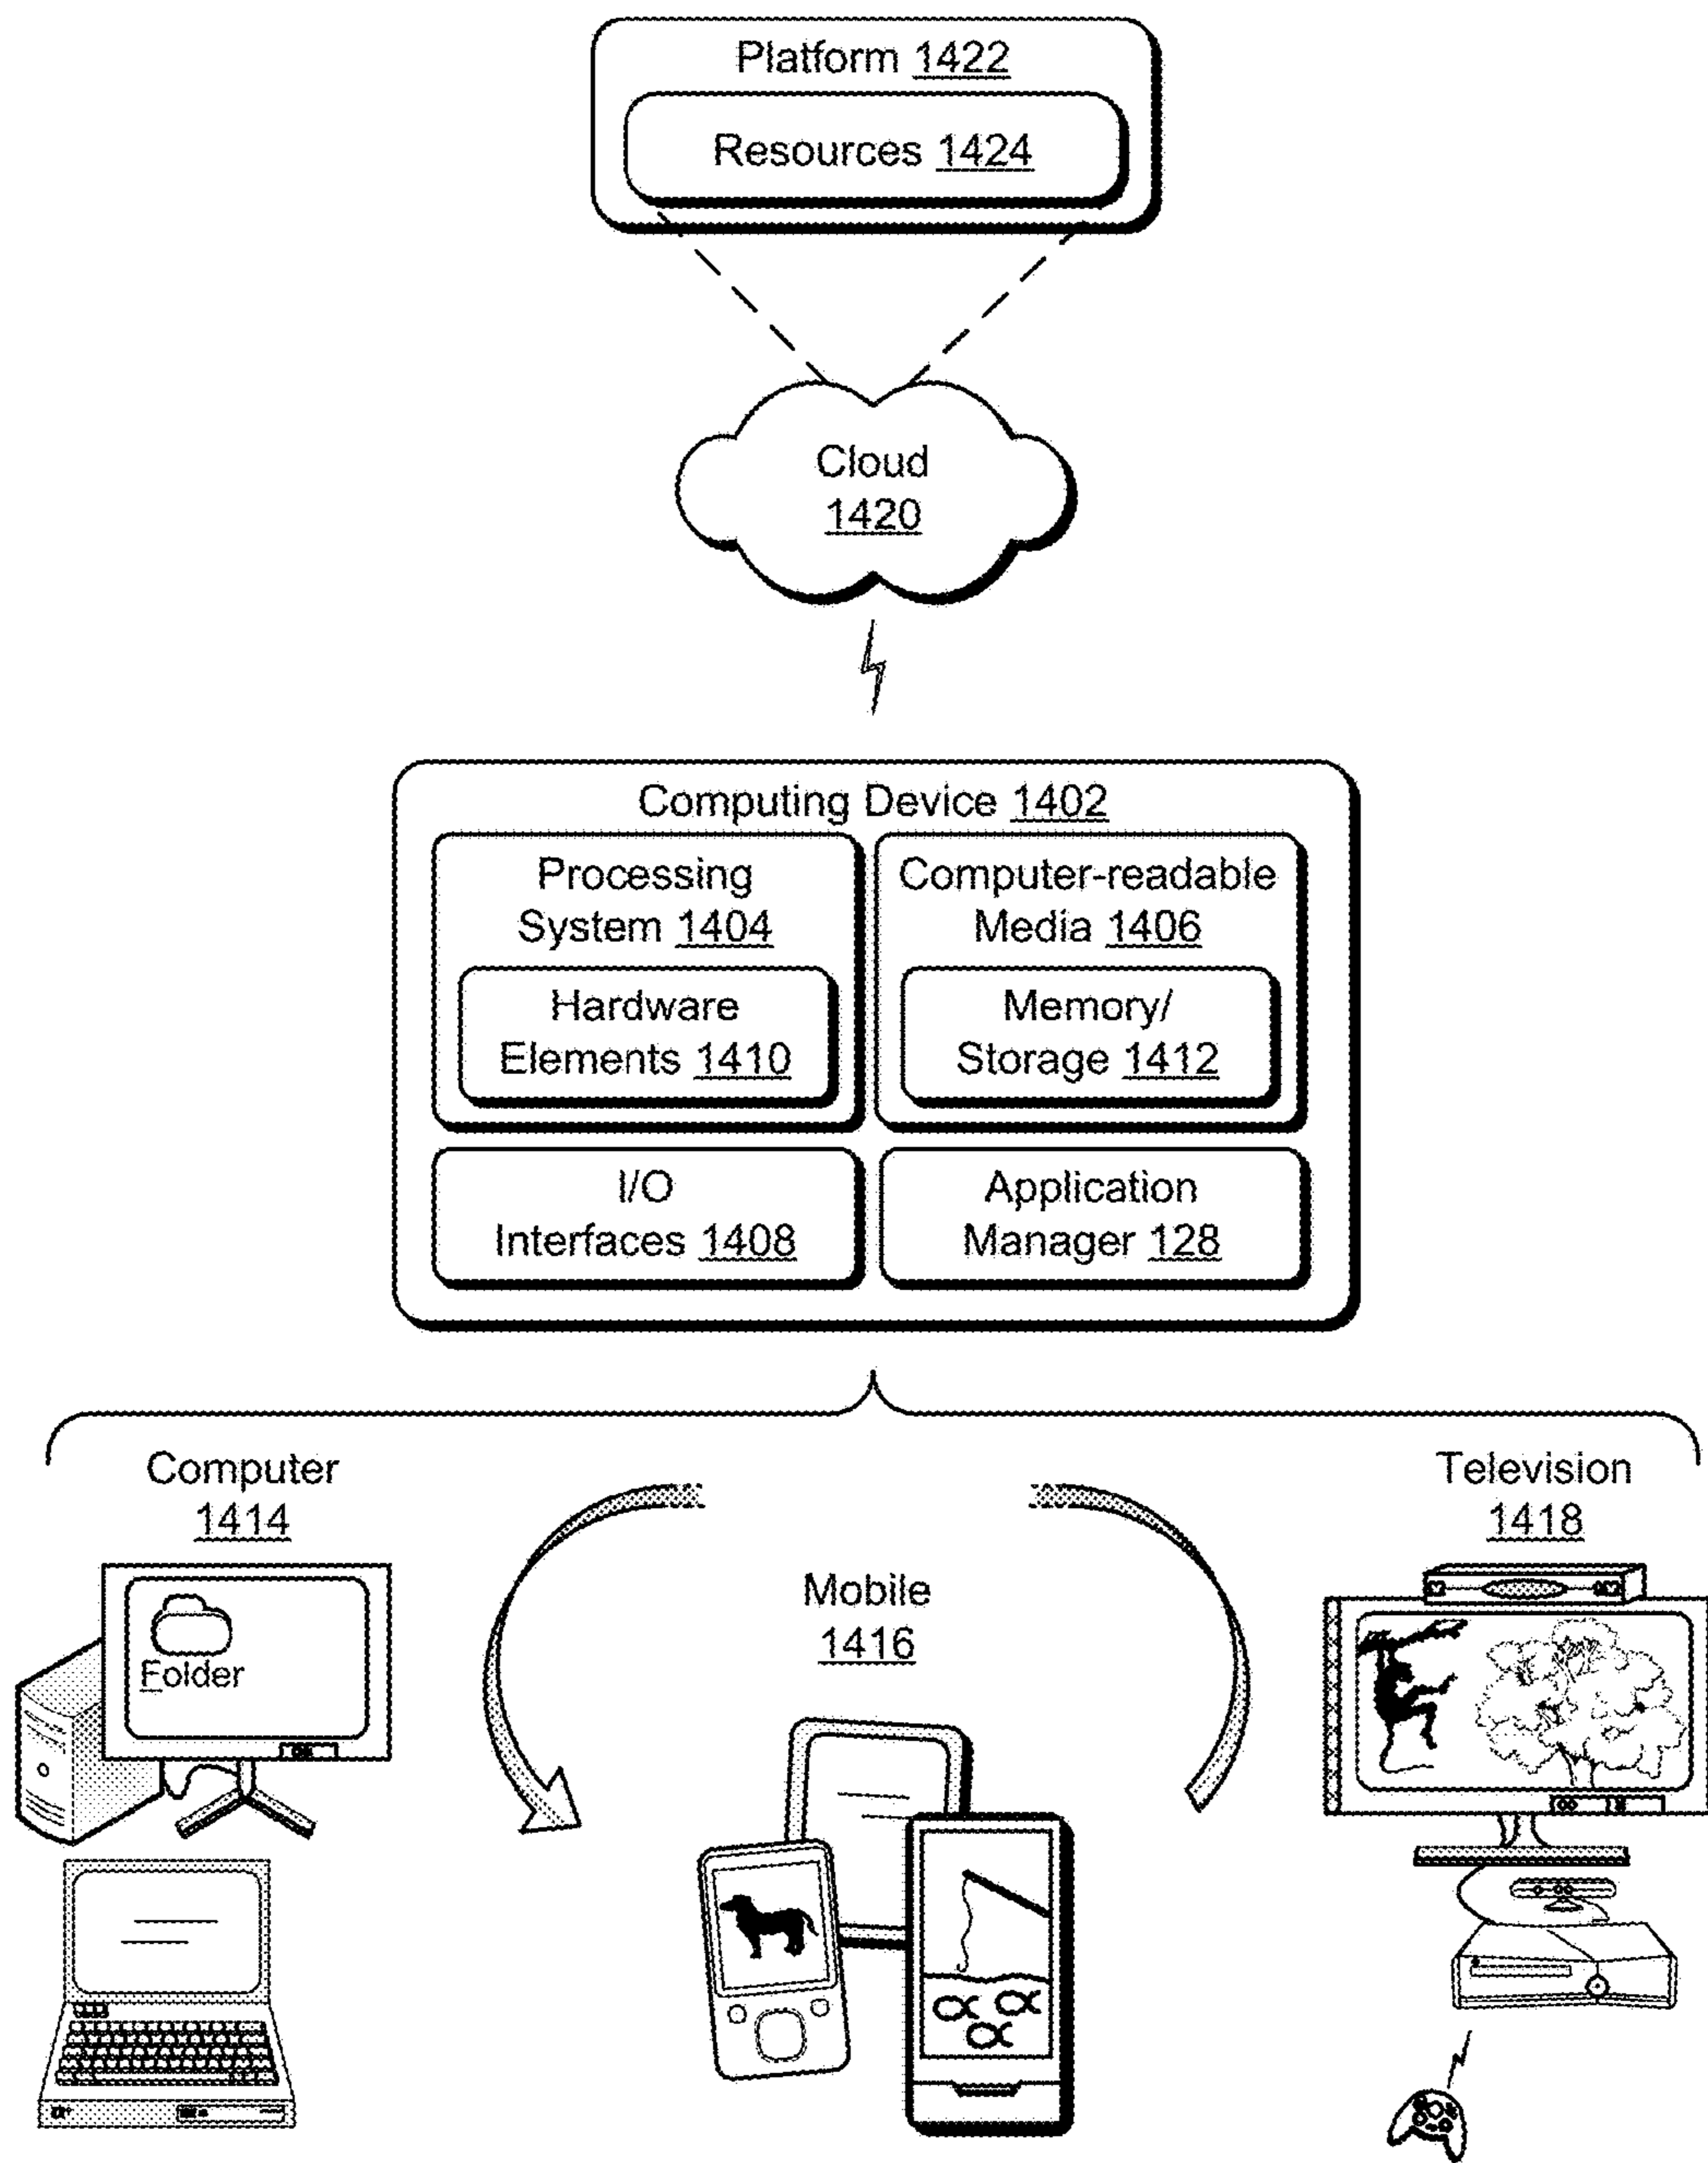 Platform 1422
Resources 1424
Cloud
1420
Computing Device 1402
Processing
System 1404
Hardware
Elements 1410
Computer-readable
Media 1406
Memory/
Storage 1412
I/O
Interfaces 1408
Application
Manager 128
Computer
1414
Folder
Mobile
1416
Television
1418